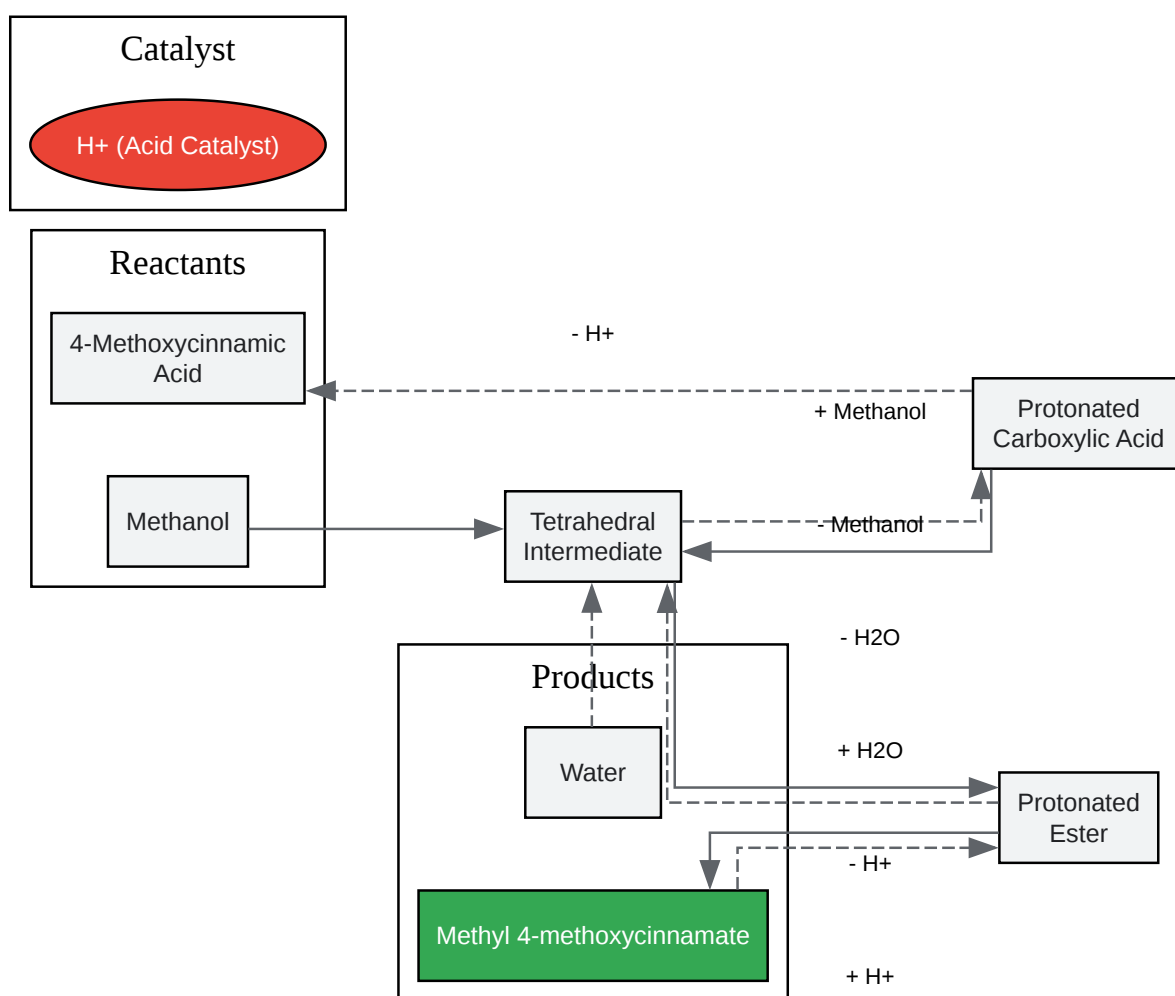 Catalyst
H+ (Acid Catalyst)
Reactants
4-Methoxycinnamic
Acid
- H+
+ Methanol
Protonated
Carboxylic Acid
Methanol
Tetrahedral
Intermediate
- Methanol
- H2O
Products
Water
+ H2O
Protonated
Ester
- H+
Methyl 4-methoxycinnamate
+ H+